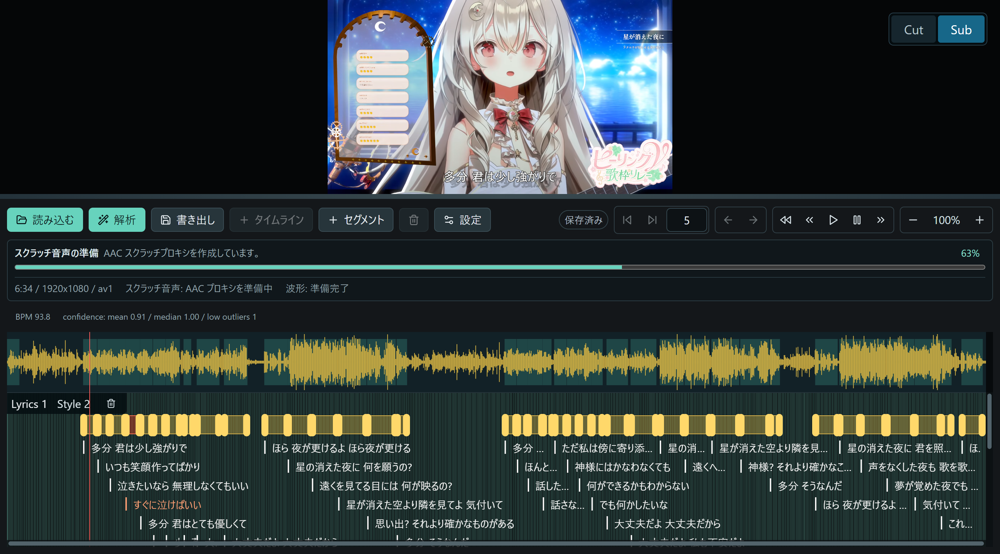 星が消えた夜に
多分 君は少し強がりで
ヒーリングV
歌枠リレー
Cut
Sub
読み込む
解析
書き出し
+ タイムライン
+ セグメント
設定
保存済み
5
100%
スクラッチ音声の準備 AAC スクラッチプロキシを作成しています。
63%
6:34 / 1920x1080 / av1 スクラッチ音声: AAC プロキシを準備中 波形: 準備完了
BPM 93.8 confidence: mean 0.91 / median 1.00 / low outliers 1
Lyrics 1 Style 2
多分 君は少し強がりで ほら 夜が更けるよ ほら夜が更ける 多分 ... ただ私は傍に寄り添... 星の消... 星が消えた空より隣を見... 星の消えた夜に 君を照... ほ.
いつも笑顔作ってばかり 星の消えた夜に 何を願うの? ほんと... 神様にはかなわなくても 遠くへ... 神様? それより確かなこ... 声をなくした夜も 歌を歌...
泣きたいなら 無理しなくてもいい 遠くを見てる目には 何が映るの? 話した... 何ができるかもわからない 多分 そうなんだ 夢が覚めた夜でも ...
すぐに泣けばいい 星が消えた空より隣を見てよ 気付いて 話さな... でも何かしたいな ほら 夜が更けるよ ... 気付いて ...
多分 君はとても優しくて 思い出? それより確かなものがある 大丈夫だよ 大丈夫だから これ...